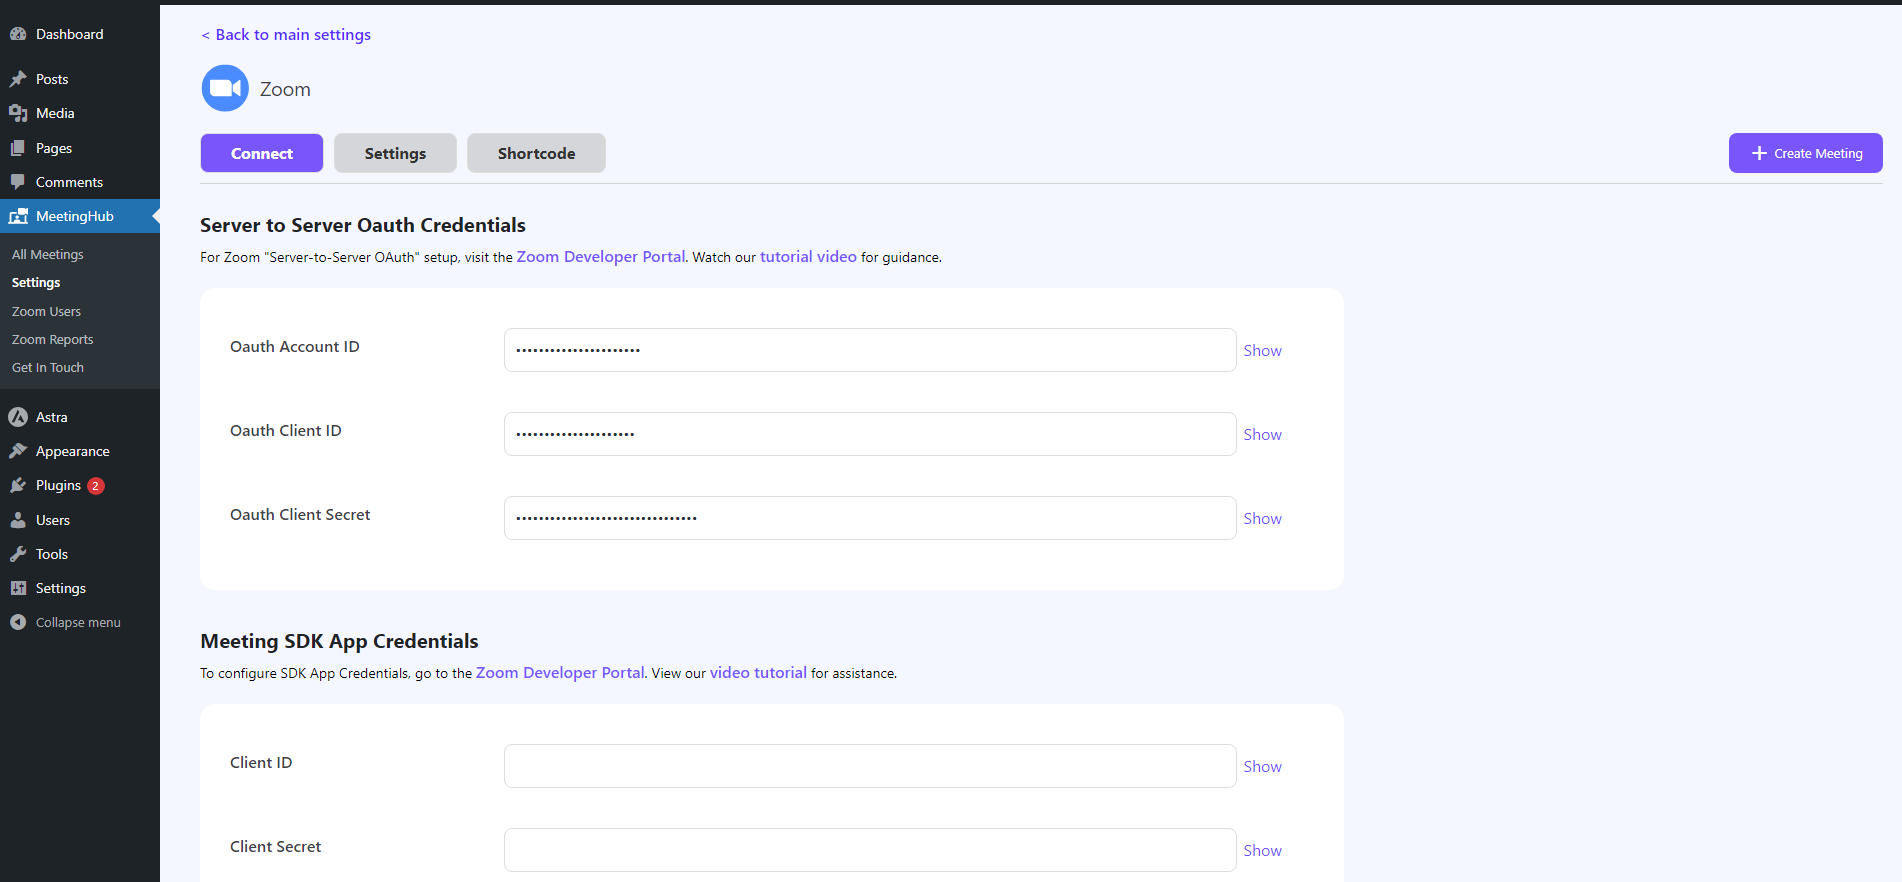 Dashboard
Posts
Media
Pages
Comments
MeetingHub
All Meetings
Settings
Zoom Users
Zoom Reports
Get In Touch
Astra
Appearance
Plugins 2
Users
Tools
Settings
Collapse menu
< Back to main settings
Zoom
Connect Settings Shortcode
+ Create Meeting
Server to Server Oauth Credentials
For Zoom "Server-to-Server OAuth" setup, visit the Zoom Developer Portal. Watch our tutorial video for guidance.
Oauth Account ID Show
Oauth Client ID Show
Oauth Client Secret Show
Meeting SDK App Credentials
To configure SDK App Credentials, go to the Zoom Developer Portal. View our video tutorial for assistance.
Client ID Show
Client Secret Show